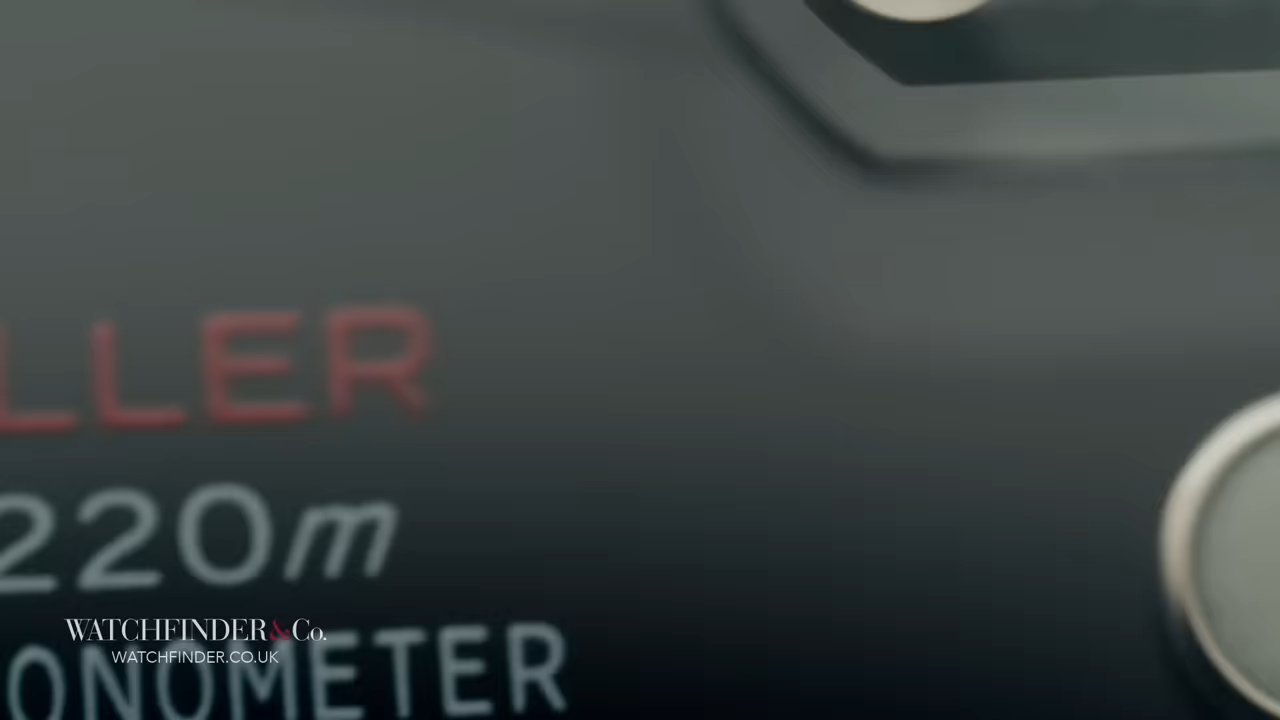 LLER
220m
WATCHFINDER&Co.
WATCHFINDER.CO.UK
ONOMETER